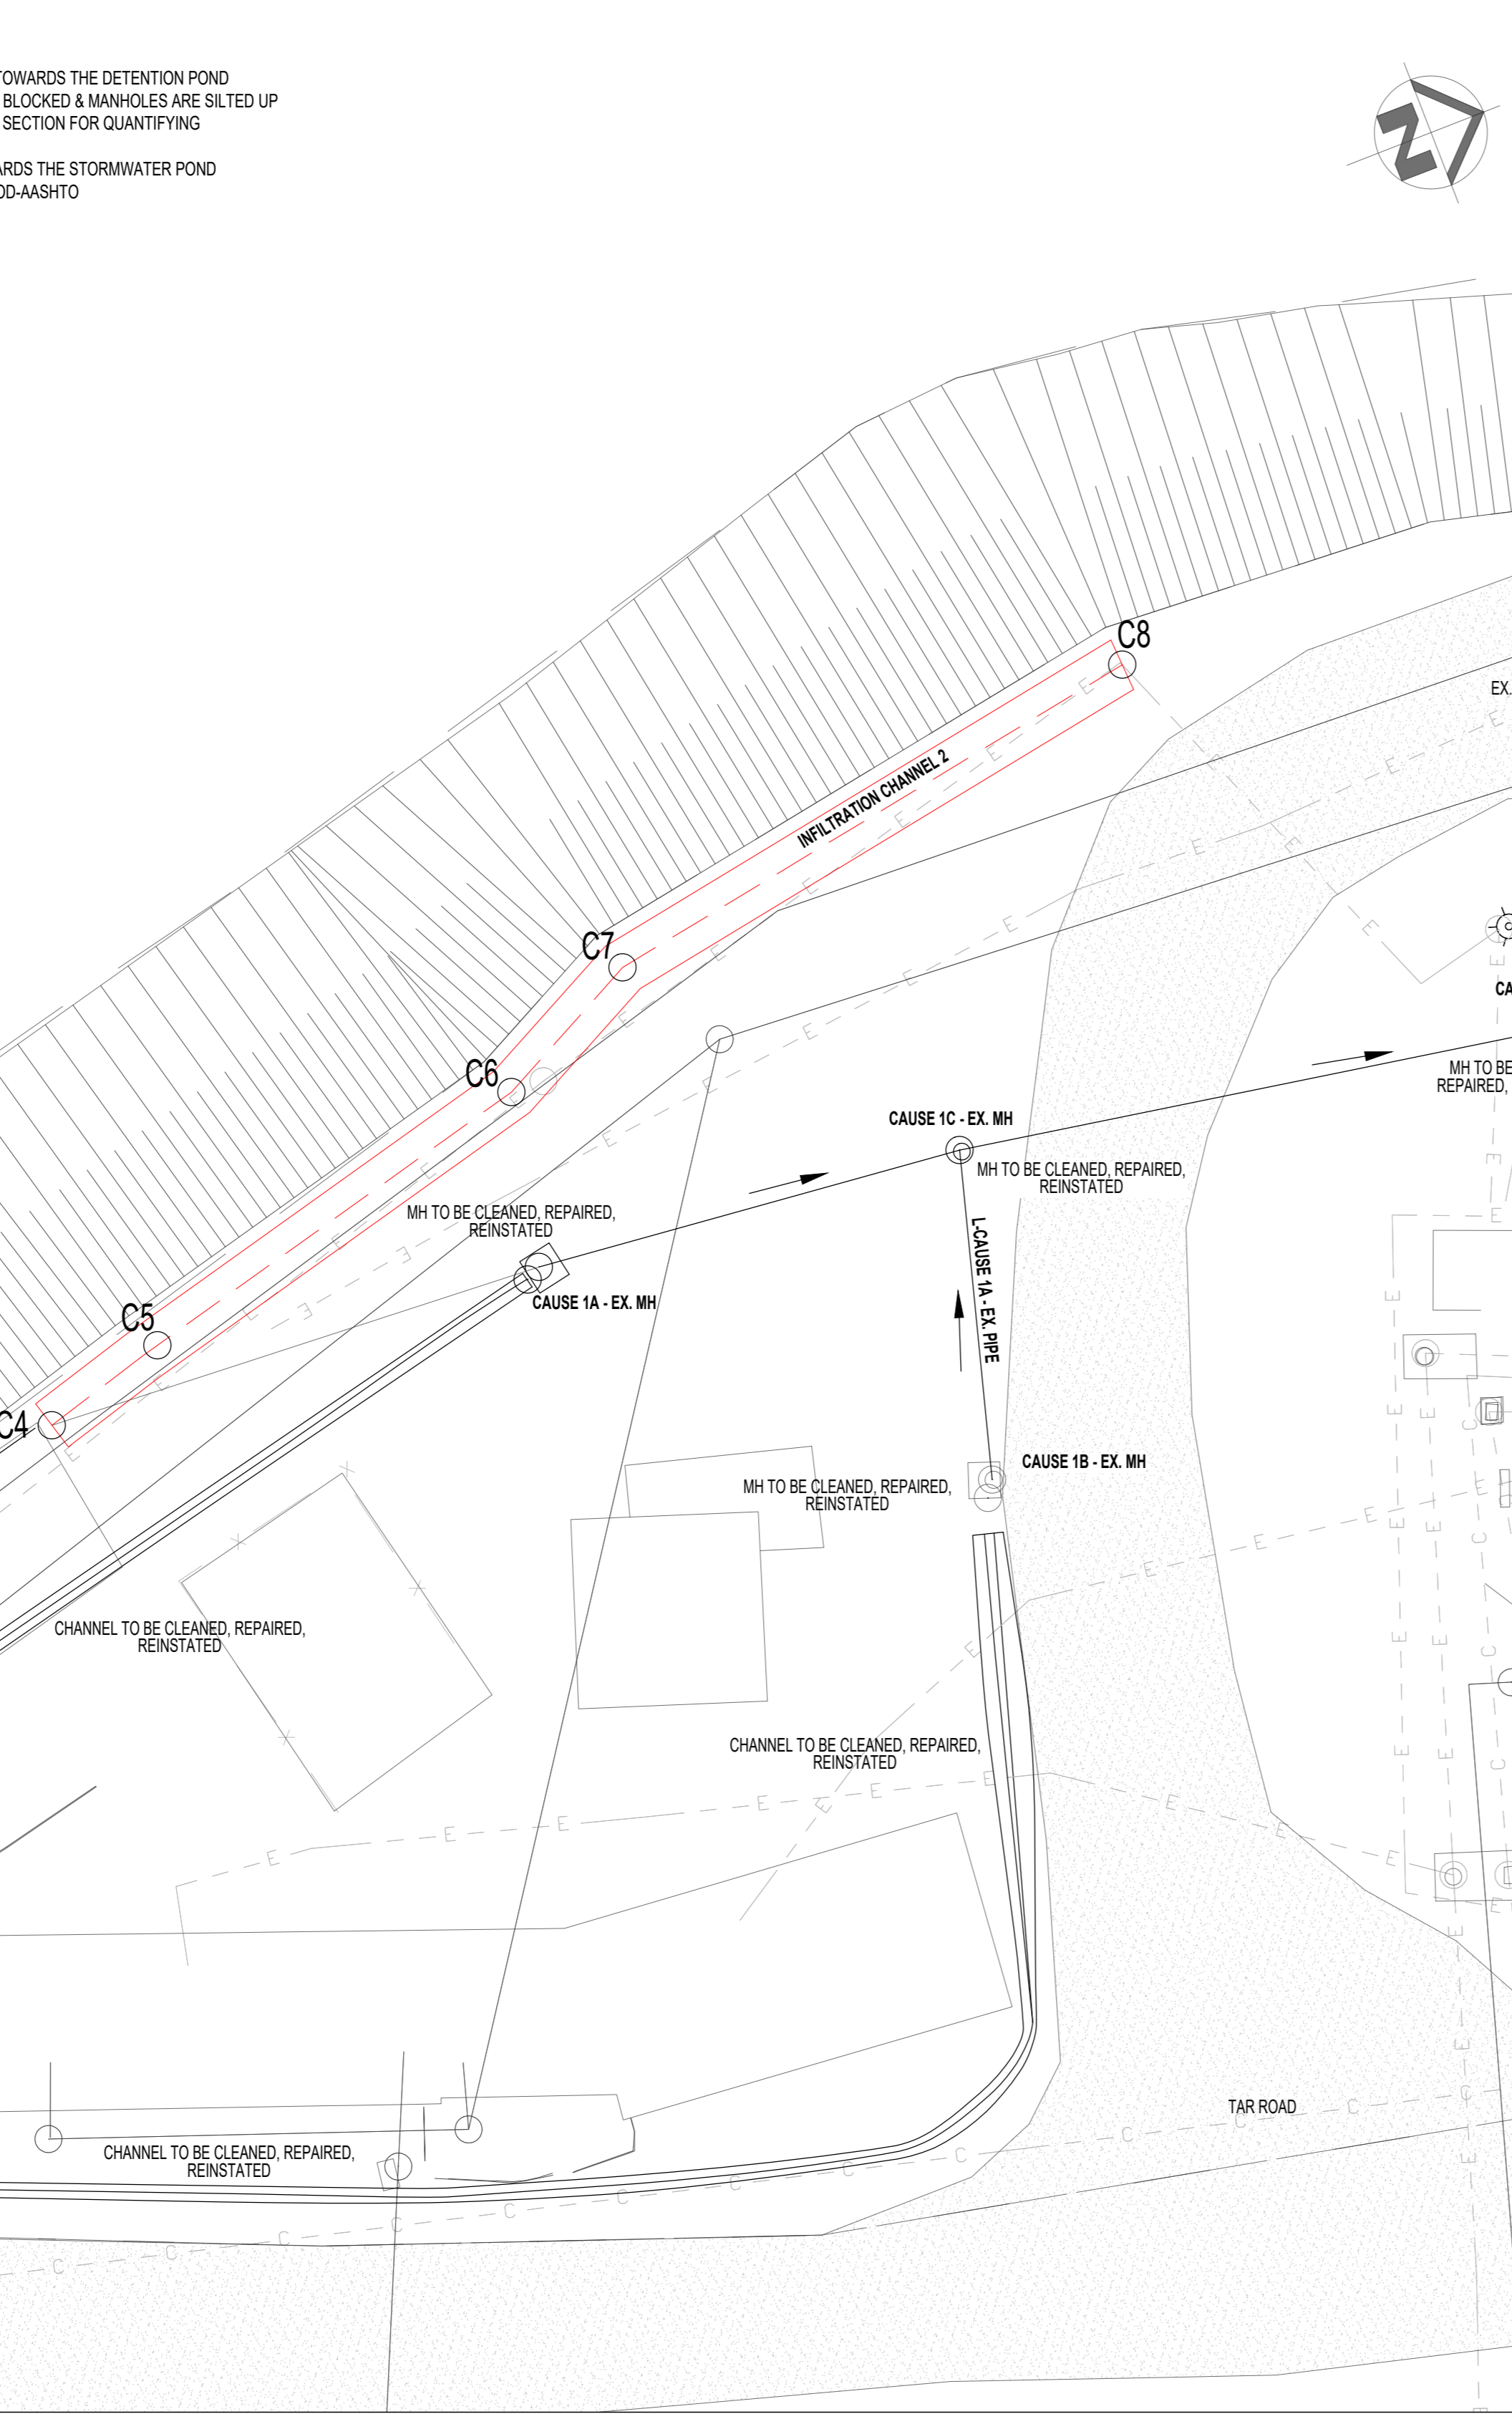 TOWARDS THE DETENTION POND
BLOCKED & MANHOLES ARE SILTED UP
SECTION FOR QUANTIFYING
ARDS THE STORMWATER POND
OD-AASHTO
N
C8
EX.
INFILTRATION CHANNEL 2
C7
CA
C6
MH TO BE
REPAIRED,
CAUSE 1C - EX. MH
MH TO BE CLEANED, REPAIRED,
REINSTATED
MH TO BE CLEANED, REPAIRED,
REINSTATED
L-CAUSE 1A - EX. PIPE
CAUSE 1A - EX. MH
C5
C4
CAUSE 1B - EX. MH
MH TO BE CLEANED, REPAIRED,
REINSTATED
CHANNEL TO BE CLEANED, REPAIRED,
REINSTATED
CHANNEL TO BE CLEANED, REPAIRED,
REINSTATED
TAR ROAD
CHANNEL TO BE CLEANED, REPAIRED,
REINSTATED